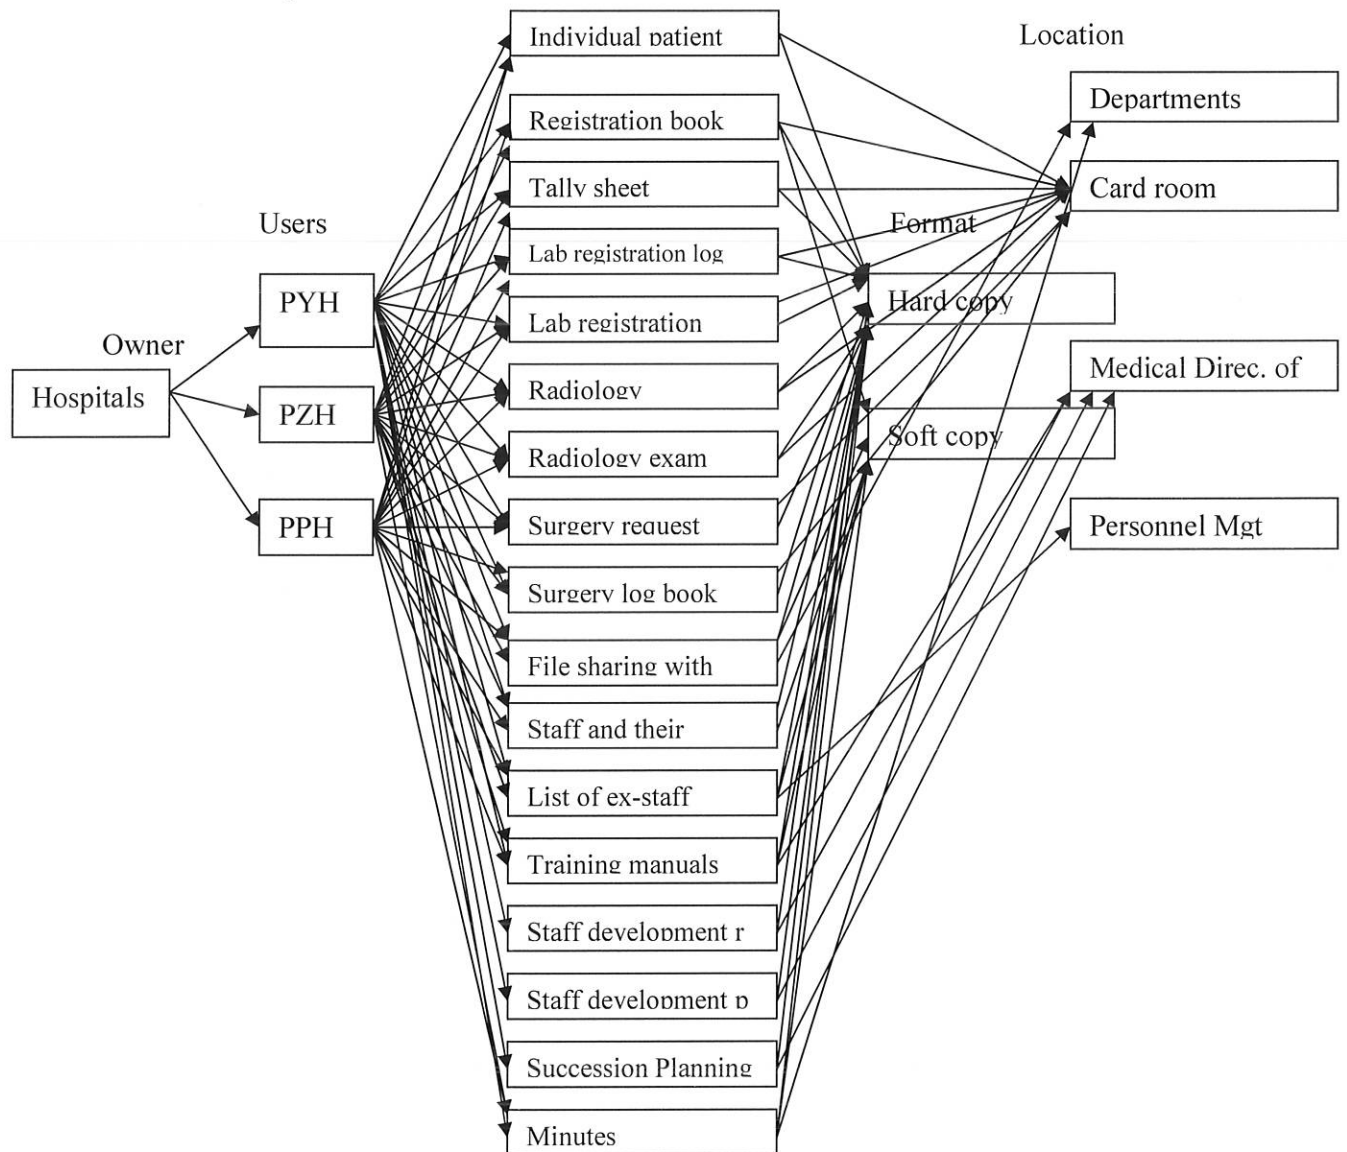 Owner
Hospitals
Users
PYH
PZH
PPH
Individual patient
Registration book
Tally sheet
Lab registration log
Lab registration
Radiology
Radiology exam
Surgery request
Surgery log book
File sharing with
Staff and their
List of ex-staff
Training manuals
Staff development r
Staff development p
Succession Planning
Minutes
Format
Hard copy
Soft copy
Location
Departments
Card room
Medical Direc. of
Personnel Mgt